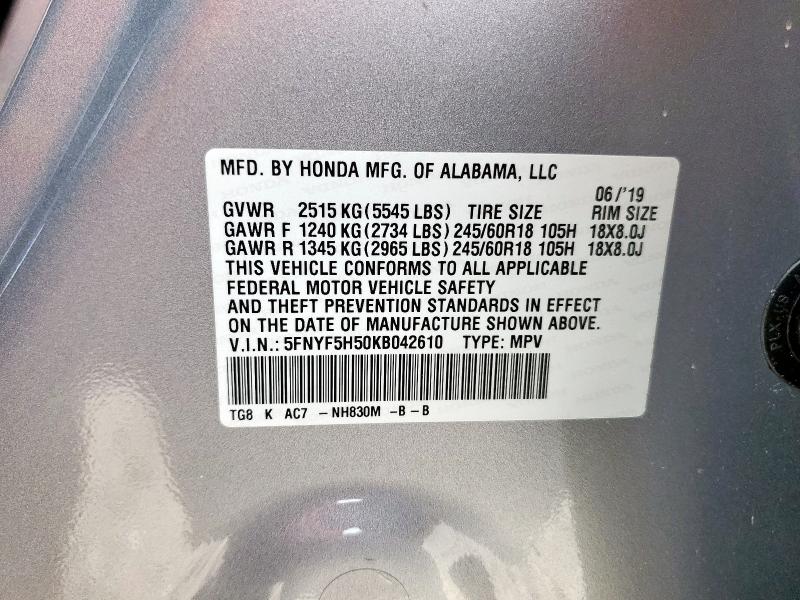 MFD. BY HONDA MFG. OF ALABAMA, LLC
06/'19
GVWR 2515 KG (5545 LBS) TIRE SIZE RIM SIZE
GAWR F 1240 KG (2734 LBS) 245/60R18 105H 18X8.0J
GAWR R 1345 KG (2965 LBS) 245/60R18 105H 18X8.0J
THIS VEHICLE CONFORMS TO ALL APPLICABLE
FEDERAL MOTOR VEHICLE SAFETY
AND THEFT PREVENTION STANDARDS IN EFFECT
ON THE DATE OF MANUFACTURE SHOWN ABOVE.
V.I.N.: 5FNYF5H50KB042610 TYPE: MPV
TG8 K AC7 -NH830M -B-B